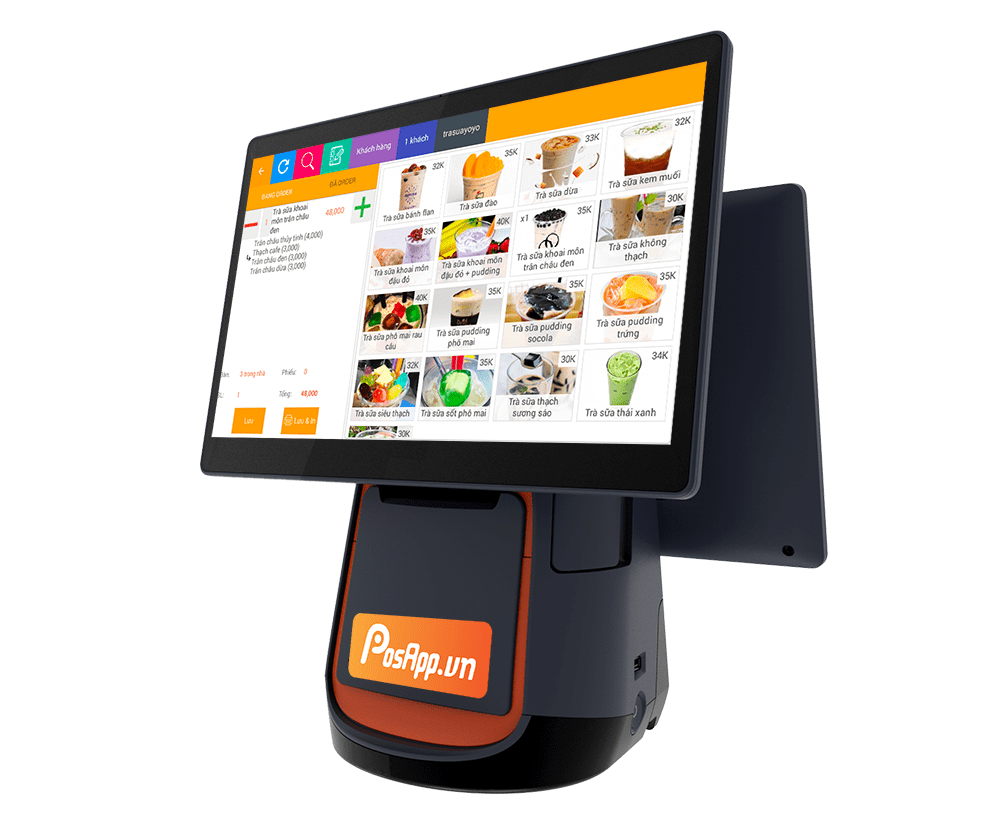 Khách hàng
1 khách
trasuayoyo
ĐANG ORDER
ĐÃ ORDER
1
Trà sữa khoai
môn trân châu
đen
48,000
Trân châu thủy tinh (4,000)
Thạch cafe (3,000)
Trân châu đen (3,000)
Trân châu dừa (3,000)
3 trong nhà
Phiếu: 0
SL: 1
Tổng: 48,000
Lưu
Lưu & in
32K
Trà sữa bánh flan
35K
Trà sữa đào
33K
Trà sữa dừa
32K
Trà sữa kem muối
35K
Trà sữa khoai môn
đậu đỏ
40K
Trà sữa khoai môn
đậu đỏ + pudding
x1
35K
Trà sữa khoai môn
trân châu đen
30K
Trà sữa không
thạch
40K
Trà sữa phô mai rau
câu
35K
Trà sữa pudding
phô mai
35K
Trà sữa pudding
socola
35K
Trà sữa pudding
trứng
32K
Trà sữa siêu thạch
35K
Trà sữa sốt phô mai
30K
Trà sữa thạch
sương sáo
34K
Trà sữa thái xanh
30K
PosApp.vn